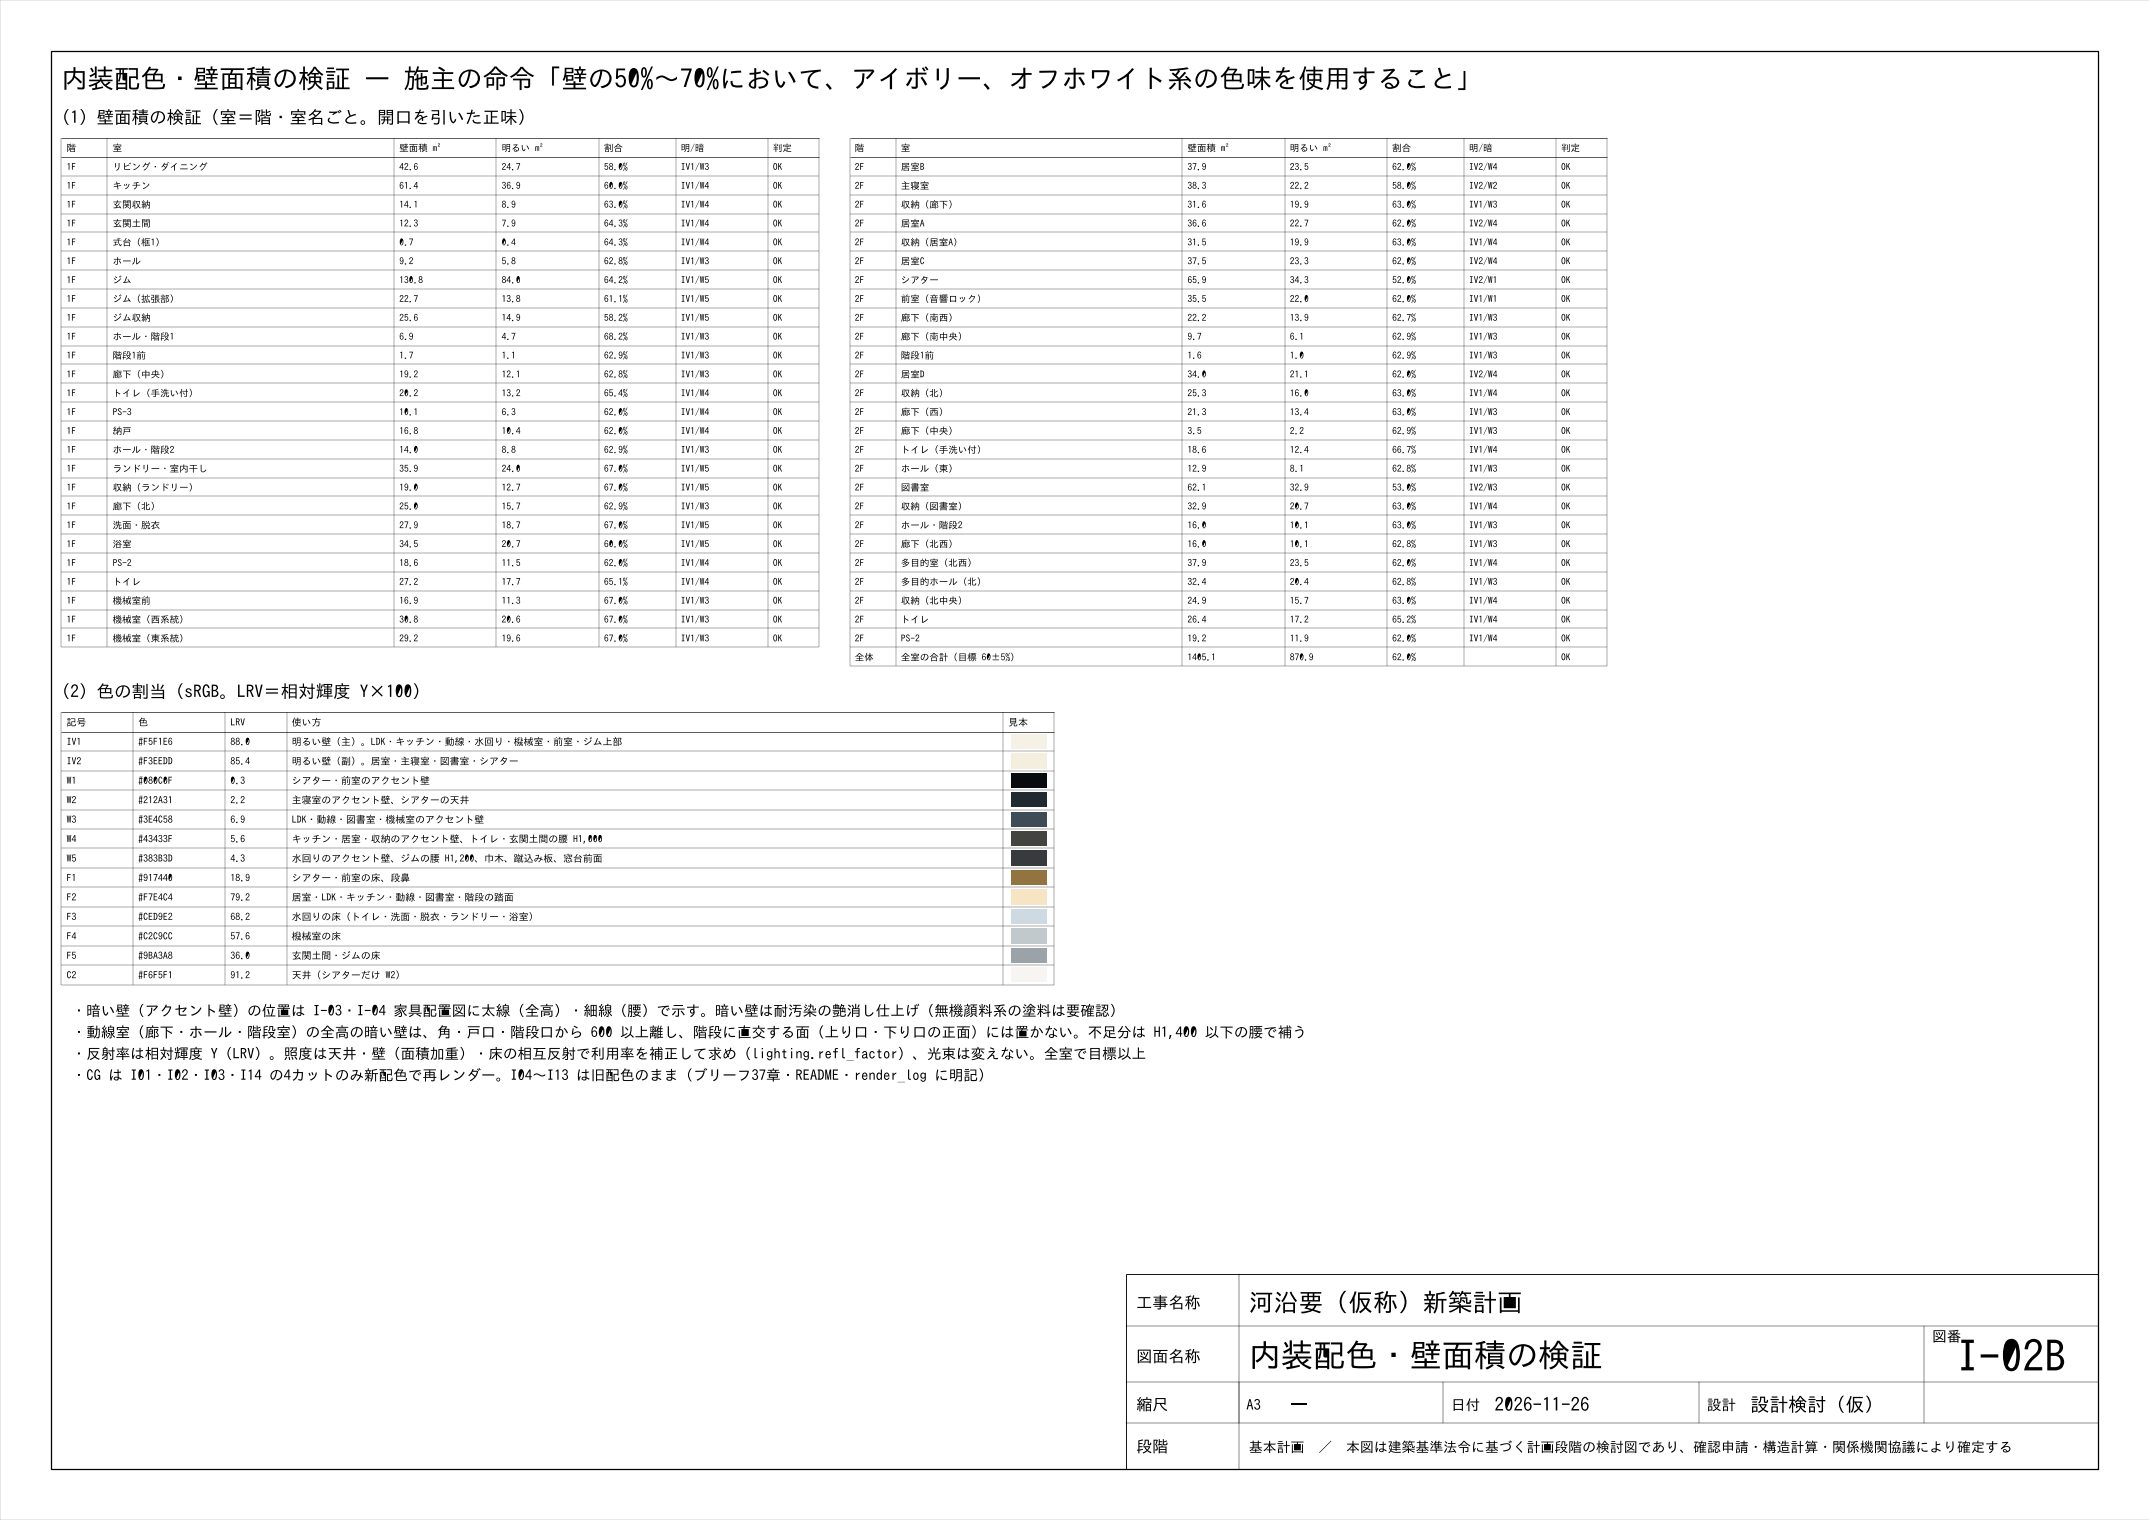 内装配色・壁面積の検証 ― 施主の命令「壁の50%～70%において、アイボリー、オフホワイト系の色味を使用すること」
(1) 壁面積の検証（室＝階・室名ごと。開口を引いた正味）
階 室 壁面積 ㎡ 明るい ㎡ 割合 明/暗 判定
1F リビング・ダイニング 42.6 24.7 58.0% IV1/W3 OK
1F キッチン 61.4 36.9 60.0% IV1/W4 OK
1F 玄関収納 14.1 8.9 63.0% IV1/W4 OK
1F 玄関土間 12.3 7.9 64.3% IV1/W4 OK
1F 式台（框1） 0.7 0.4 64.3% IV1/W4 OK
1F ホール 9.2 5.8 62.8% IV1/W3 OK
1F ジム 130.8 84.0 64.2% IV1/W5 OK
1F ジム（拡張部） 22.7 13.8 61.1% IV1/W5 OK
1F ジム収納 25.6 14.9 58.2% IV1/W5 OK
1F ホール・階段1 6.9 4.7 68.2% IV1/W3 OK
1F 階段1前 1.7 1.1 62.9% IV1/W3 OK
1F 廊下（中央） 19.2 12.1 62.8% IV1/W3 OK
1F トイレ（手洗い付） 20.2 13.2 65.4% IV1/W4 OK
1F PS-3 10.1 6.3 62.0% IV1/W4 OK
1F 納戸 16.8 10.4 62.0% IV1/W4 OK
1F ホール・階段2 14.0 8.8 62.9% IV1/W3 OK
1F ランドリー・室内干し 35.9 24.0 67.0% IV1/W5 OK
1F 収納（ランドリー） 19.0 12.7 67.0% IV1/W5 OK
1F 廊下（北） 25.0 15.7 62.9% IV1/W3 OK
1F 洗面・脱衣 27.9 18.7 67.0% IV1/W5 OK
1F 浴室 34.5 20.7 60.0% IV1/W5 OK
1F PS-2 18.6 11.5 62.0% IV1/W4 OK
1F トイレ 27.2 17.7 65.1% IV1/W4 OK
1F 機械室前 16.9 11.3 67.0% IV1/W3 OK
1F 機械室（西系統） 30.8 20.6 67.0% IV1/W3 OK
1F 機械室（東系統） 29.2 19.6 67.0% IV1/W3 OK
階 室 壁面積 ㎡ 明るい ㎡ 割合 明/暗 判定
2F 居室B 37.9 23.5 62.0% IV2/W4 OK
2F 主寝室 38.3 22.2 58.0% IV2/W2 OK
2F 収納（廊下） 31.6 19.9 63.0% IV1/W3 OK
2F 居室A 36.6 22.7 62.0% IV2/W4 OK
2F 収納（居室A） 31.5 19.9 63.0% IV1/W4 OK
2F 居室C 37.5 23.3 62.0% IV2/W4 OK
2F シアター 65.9 34.3 52.0% IV2/W1 OK
2F 前室（音響ロック） 35.5 22.0 62.0% IV1/W1 OK
2F 廊下（南西） 22.2 13.9 62.7% IV1/W3 OK
2F 廊下（南中央） 9.7 6.1 62.9% IV1/W3 OK
2F 階段1前 1.6 1.0 62.9% IV1/W3 OK
2F 居室D 34.0 21.1 62.0% IV2/W4 OK
2F 収納（北） 25.3 16.0 63.0% IV1/W4 OK
2F 廊下（西） 21.3 13.4 63.0% IV1/W3 OK
2F 廊下（中央） 3.5 2.2 62.9% IV1/W3 OK
2F トイレ（手洗い付） 18.6 12.4 66.7% IV1/W4 OK
2F ホール（東） 12.9 8.1 62.8% IV1/W3 OK
2F 図書室 62.1 32.9 53.0% IV2/W3 OK
2F 収納（図書室） 32.9 20.7 63.0% IV1/W4 OK
2F ホール・階段2 16.0 10.1 63.0% IV1/W3 OK
2F 廊下（北西） 16.0 10.1 62.8% IV1/W3 OK
2F 多目的室（北西） 37.9 23.5 62.0% IV1/W4 OK
2F 多目的ホール（北） 32.4 20.4 62.8% IV1/W3 OK
2F 収納（北中央） 24.9 15.7 63.0% IV1/W4 OK
2F トイレ 26.4 17.2 65.2% IV1/W4 OK
2F PS-2 19.2 11.9 62.0% IV1/W4 OK
全体 全室の合計（目標 60±5%） 1405.1 870.9 62.0% OK
(2) 色の割当（sRGB。LRV＝相対輝度 Y×100）
記号 色 LRV 使い方 見本
IV1 #F5F1E6 88.0 明るい壁（主）。LDK・キッチン・動線・水回り・機械室・前室・ジム上部
IV2 #F3EEDD 85.4 明るい壁（副）。居室・主寝室・図書室・シアター
W1 #080C0F 0.3 シアター・前室のアクセント壁
W2 #212A31 2.2 主寝室のアクセント壁、シアターの天井
W3 #3E4C58 6.9 LDK・動線・図書室・機械室のアクセント壁
W4 #43433F 5.6 キッチン・居室・収納のアクセント壁、トイレ・玄関土間の腰 H1,000
W5 #383B3D 4.3 水回りのアクセント壁、ジムの腰 H1,200、巾木、蹴込み板、窓台前面
F1 #917440 18.9 シアター・前室の床、段鼻
F2 #F7E4C4 79.2 居室・LDK・キッチン・動線・図書室・階段の踏面
F3 #CED9E2 68.2 水回りの床（トイレ・洗面・脱衣・ランドリー・浴室）
F4 #C2C9CC 57.6 機械室の床
F5 #9BA3A8 36.0 玄関土間・ジムの床
C2 #F6F5F1 91.2 天井（シアターだけ W2）
・暗い壁（アクセント壁）の位置は I-03・I-04 家具配置図に太線（全高）・細線（腰）で示す。暗い壁は耐汚染の艶消し仕上げ（無機顔料系の塗料は要確認）
・動線室（廊下・ホール・階段室）の全高の暗い壁は、角・戸口・階段口から 600 以上離し、階段に直交する面（上り口・下り口の正面）には置かない。不足分は H1,400 以下の腰で補う
・反射率は相対輝度 Y（LRV）。照度は天井・壁（面積加重）・床の相互反射で利用率を補正して求め（lighting.refl_factor）、光束は変えない。全室で目標以上
・CG は I01・I02・I03・I14 の4カットのみ新配色で再レンダー。I04～I13 は旧配色のまま（ブリーフ37章・README・render_log に明記）
工事名称 河沿要（仮称）新築計画
図面名称 内装配色・壁面積の検証 図番 I-02B
縮尺 A3 ― 日付 2026-11-26 設計 設計検討（仮）
段階 基本計画 ／ 本図は建築基準法令に基づく計画段階の検討図であり、確認申請・構造計算・関係機関協議により確定する